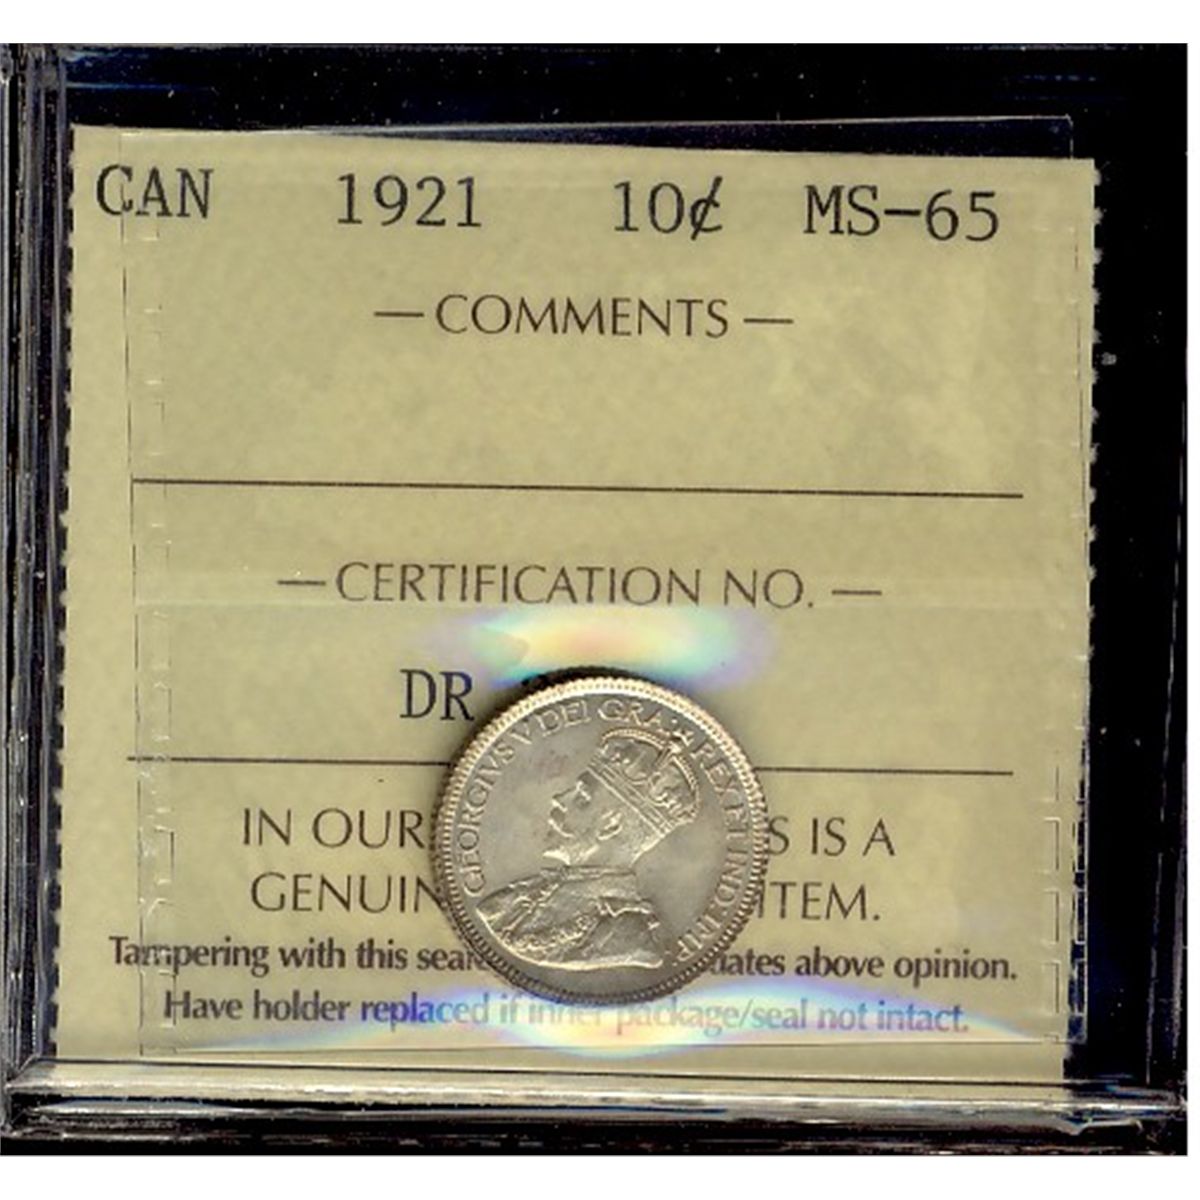 CAN 1921 10¢ MS-65
— COMMENTS —
— CERTIFICATION NO. —
DR
GEORGIVS V DEI GRA: REX ET IND: IMP:
IN OUR S IS A
GENUIN ITEM.
Tampering with this sea ates above opinion.
Have holder replaced if inner package/seal not intact.